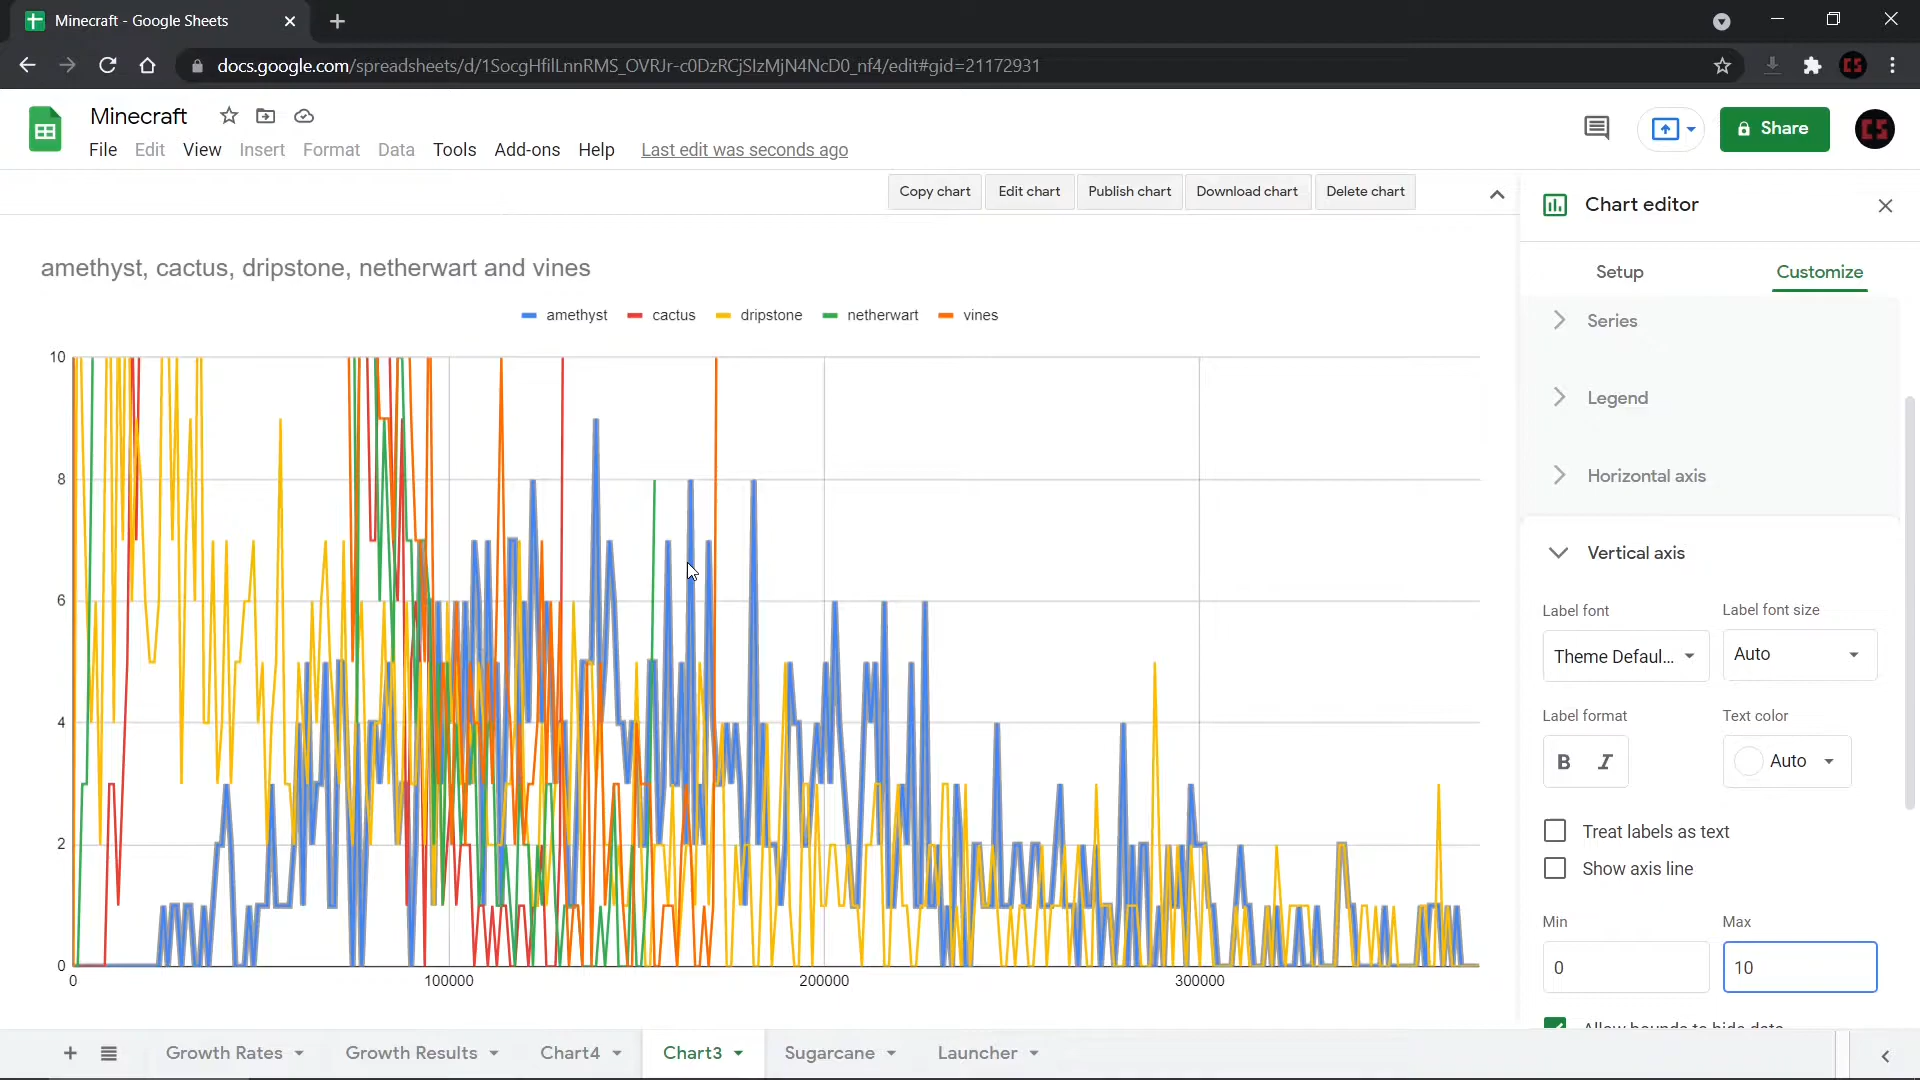 Minecraft - Google Sheets
docs.google.com/spreadsheets/d/1SocgHfilLnnRMS_OVRJr-c0DzRCjSIzMjN4NcD0_nf4/edit#gid=21172931
Minecraft
File Edit View Insert Format Data Tools Add-ons Help Last edit was seconds ago
Share
Copy chart Edit chart Publish chart Download chart Delete chart
Chart editor
Setup Customize
amethyst, cactus, dripstone, netherwart and vines
amethyst cactus dripstone netherwart vines
10
8
6
4
2
0
0 100000 200000 300000
Series
Legend
Horizontal axis
Vertical axis
Label font Label font size
Theme Defaul... Auto
Label format Text color
B I Auto
Treat labels as text
Show axis line
Min Max
0 10
Allow bounds to hide data
Growth Rates Growth Results Chart4 Chart3 Sugarcane Launcher